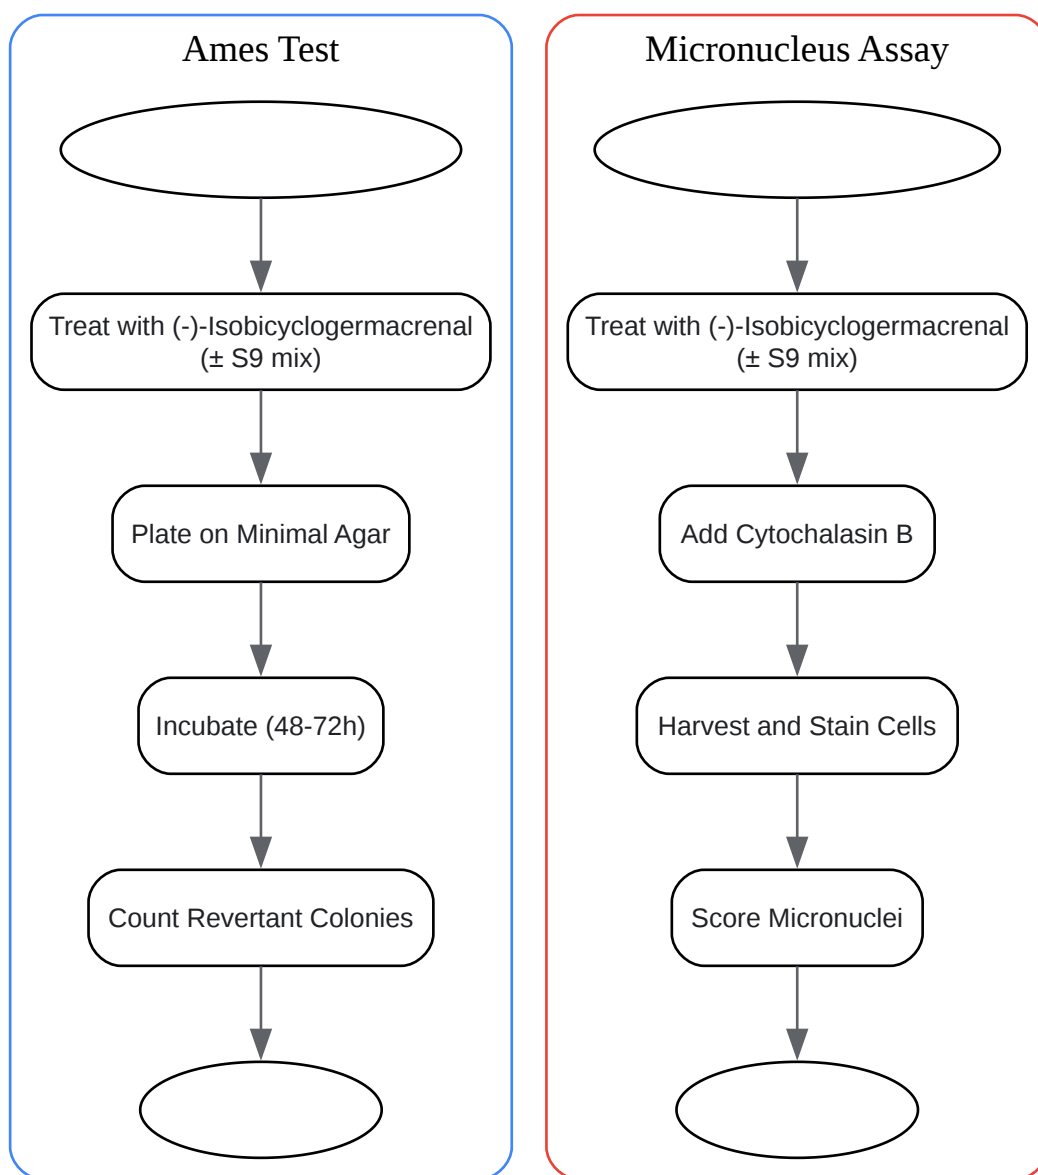 Ames Test
Treat with (-)-Isobicyclogermacrenal
(± S9 mix)
Plate on Minimal Agar
Incubate (48-72h)
Count Revertant Colonies
Micronucleus Assay
Treat with (-)-Isobicyclogermacrenal
(± S9 mix)
Add Cytochalasin B
Harvest and Stain Cells
Score Micronuclei